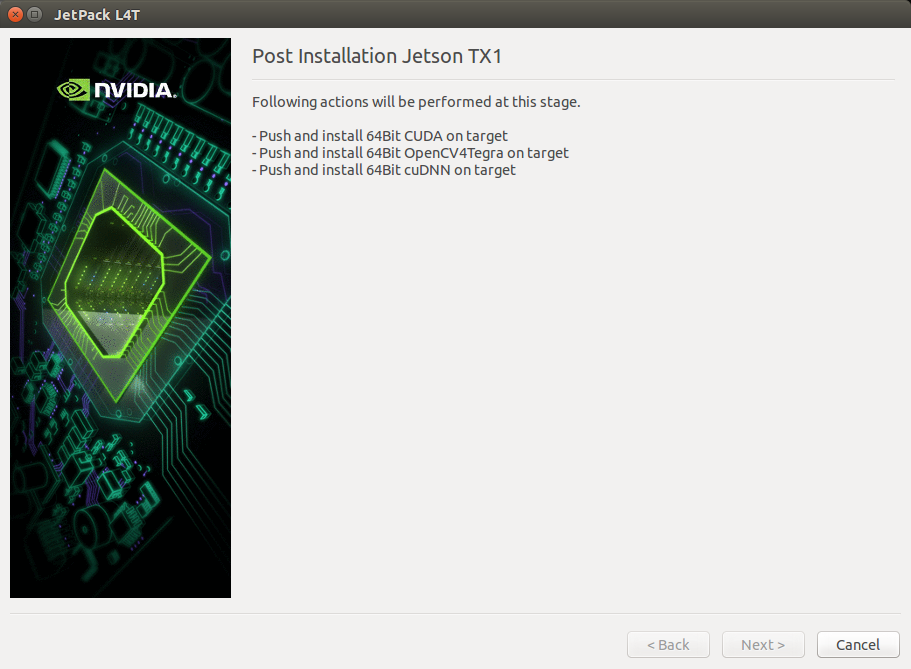 JetPack L4T
NVIDIA.
Post Installation Jetson TX1
Following actions will be performed at this stage.
- Push and install 64Bit CUDA on target
- Push and install 64Bit OpenCV4Tegra on target
- Push and install 64Bit cuDNN on target
< Back
Next >
Cancel